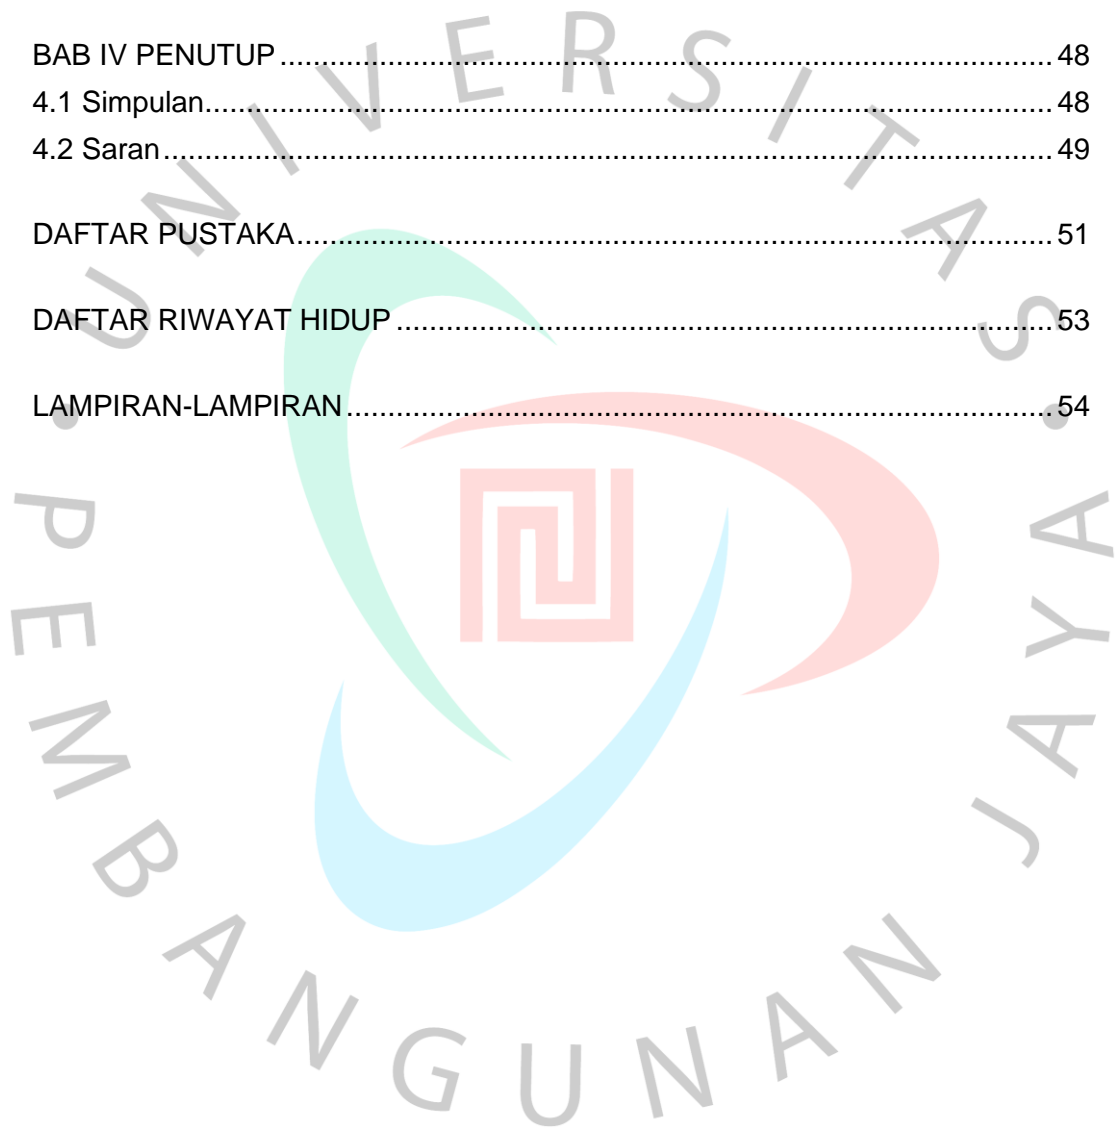 BAB IV PENUTUP ........................................................................................... 48
4.1 Simpulan.................................................................................................... 48
4.2 Saran......................................................................................................... 49
DAFTAR PUSTAKA......................................................................................... 51
DAFTAR RIWAYAT HIDUP ............................................................................. 53
LAMPIRAN-LAMPIRAN................................................................................... 54
UNIVERSITAS • PEMBANGUNAN JAYA •